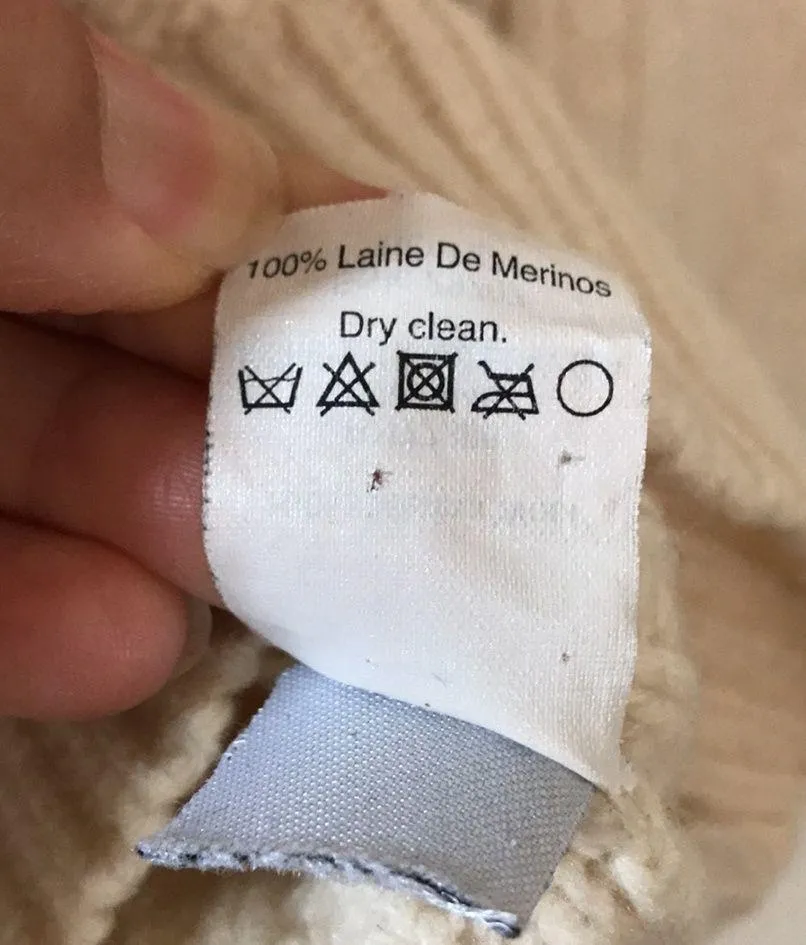 100% Laine De Merinos
Dry clean.